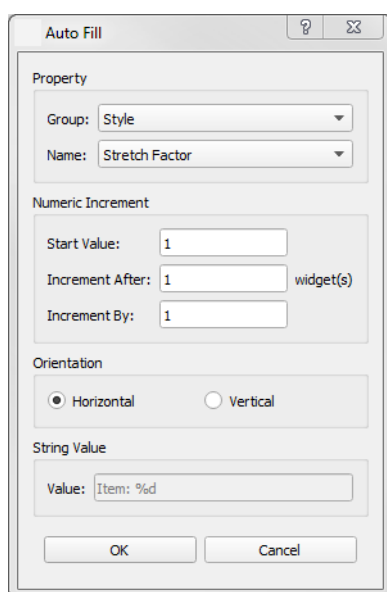 Auto Fill
Property
Group: Style
Name: Stretch Factor
Numeric Increment
Start Value: 1
Increment After: 1 widget(s)
Increment By: 1
Orientation
Horizontal Vertical
String Value
Value: Item: %d
OK Cancel